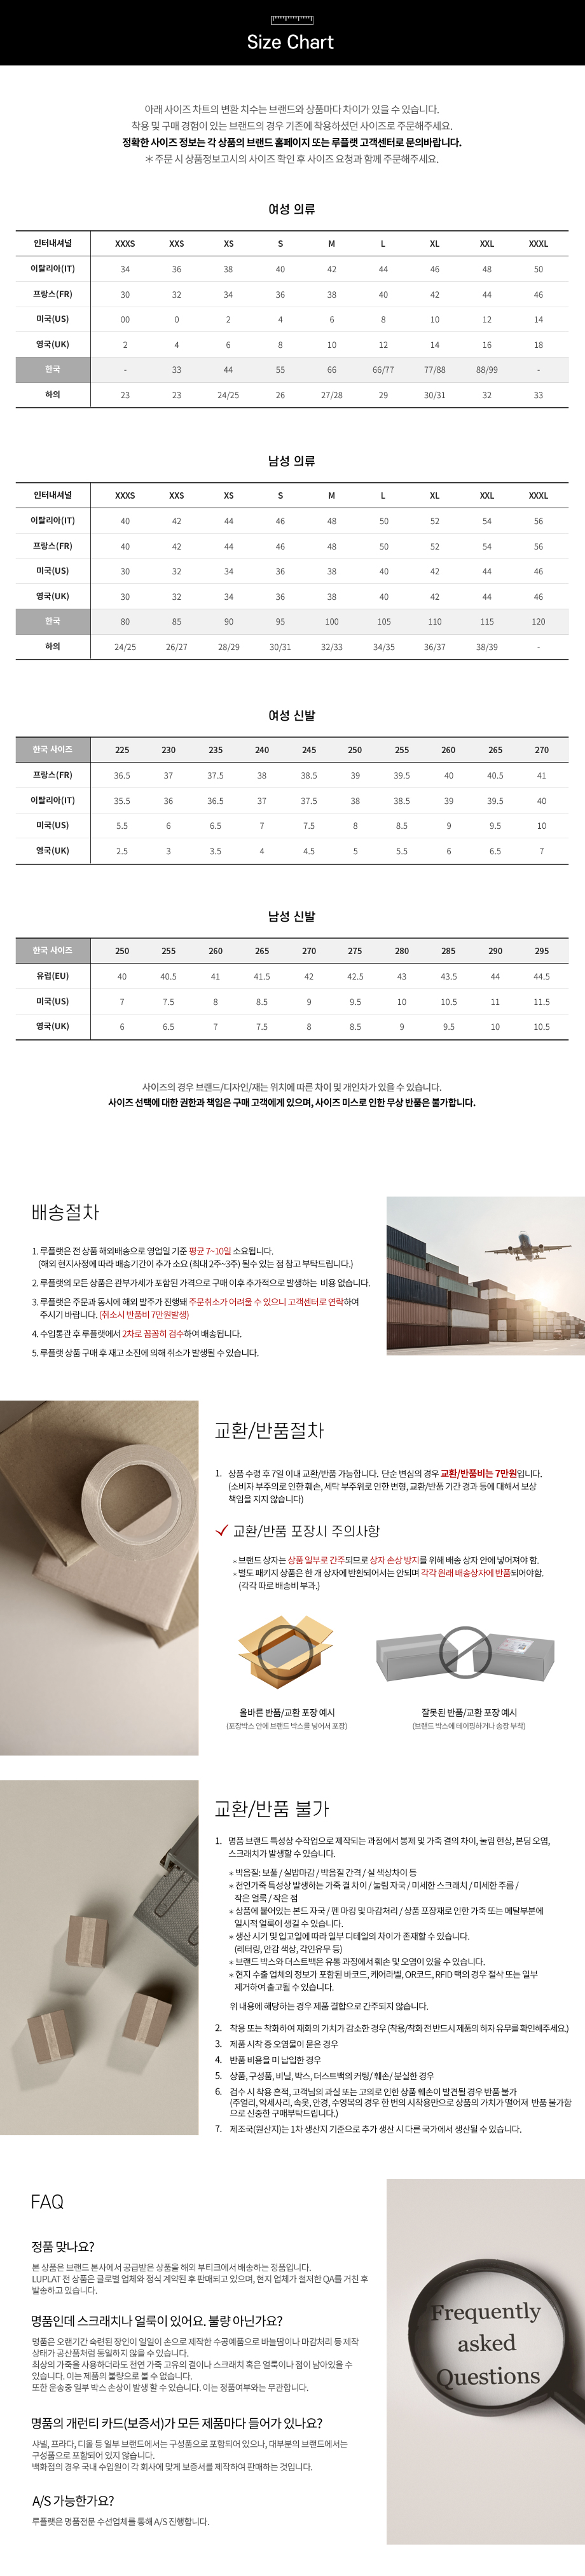 Size Chart
아래 사이즈 차트의 변환 치수는 브랜드와 상품마다 차이가 있을 수 있습니다.
착용 및 구매 경험이 있는 브랜드의 경우 기존에 착용하셨던 사이즈로 주문해주세요.
정확한 사이즈 정보는 각 상품의 브랜드 홈페이지 또는 루플랫 고객센터로 문의바랍니다.
＊주문 시 상품정보고시의 사이즈 확인 후 사이즈 요청과 함께 주문해주세요.
여성 의류
인터내셔널 XXXS XXS XS S M L XL XXL XXXL
이탈리아(IT) 34 36 38 40 42 44 46 48 50
프랑스(FR) 30 32 34 36 38 40 42 44 46
미국(US) 00 0 2 4 6 8 10 12 14
영국(UK) 2 4 6 8 10 12 14 16 18
한국 - 33 44 55 66 66/77 77/88 88/99 -
하의 23 23 24/25 26 27/28 29 30/31 32 33
남성 의류
인터내셔널 XXXS XXS XS S M L XL XXL XXXL
이탈리아(IT) 40 42 44 46 48 50 52 54 56
프랑스(FR) 40 42 44 46 48 50 52 54 56
미국(US) 30 32 34 36 38 40 42 44 46
영국(UK) 30 32 34 36 38 40 42 44 46
한국 80 85 90 95 100 105 110 115 120
하의 24/25 26/27 28/29 30/31 32/33 34/35 36/37 38/39 -
여성 신발
한국 사이즈 225 230 235 240 245 250 255 260 265 270
프랑스(FR) 36.5 37 37.5 38 38.5 39 39.5 40 40.5 41
이탈리아(IT) 35.5 36 36.5 37 37.5 38 38.5 39 39.5 40
미국(US) 5.5 6 6.5 7 7.5 8 8.5 9 9.5 10
영국(UK) 2.5 3 3.5 4 4.5 5 5.5 6 6.5 7
남성 신발
한국 사이즈 250 255 260 265 270 275 280 285 290 295
유럽(EU) 40 40.5 41 41.5 42 42.5 43 43.5 44 44.5
미국(US) 7 7.5 8 8.5 9 9.5 10 10.5 11 11.5
영국(UK) 6 6.5 7 7.5 8 8.5 9 9.5 10 10.5
사이즈의 경우 브랜드/디자인/재는 위치에 따른 차이 및 개인차가 있을 수 있습니다.
사이즈 선택에 대한 권한과 책임은 구매 고객에게 있으며, 사이즈 미스로 인한 무상 반품은 불가합니다.
배송절차
1. 루플랫은 전 상품 해외배송으로 영업일 기준 평균 7~10일 소요됩니다.
(해외 현지사정에 따라 배송기간이 추가 소요 (최대 2주~3주) 될수 있는 점 참고 부탁드립니다.)
2. 루플랫의 모든 상품은 관부가세가 포함된 가격으로 구매 이후 추가적으로 발생하는 비용 없습니다.
3. 루플랫은 주문과 동시에 해외 발주가 진행돼 주문취소가 어려울 수 있으니 고객센터로 연락하여
주시기 바랍니다. (취소시 반품비 7만원발생)
4. 수입통관 후 루플랫에서 2차로 꼼꼼히 검수하여 배송됩니다.
5. 루플랫 상품 구매 후 재고 소진에 의해 취소가 발생될 수 있습니다.
교환/반품절차
1. 상품 수령 후 7일 이내 교환/반품 가능합니다. 단순 변심의 경우 교환/반품비는 7만원입니다.
(소비자 부주의로 인한 훼손, 세탁 부주위로 인한 변형, 교환/반품 기간 경과 등에 대해서 보상
책임을 지지 않습니다)
교환/반품 포장시 주의사항
* 브랜드 상자는 상품 일부로 간주되므로 상자 손상 방지를 위해 배송 상자 안에 넣어져야 함.
* 별도 패키지 상품은 한 개 상자에 반환되어서는 안되며 각각 원래 배송상자에 반품되어야함.
(각각 따로 배송비 부과.)
올바른 반품/교환 포장 예시
(포장박스 안에 브랜드 박스를 넣어서 포장)
잘못된 반품/교환 포장 예시
(브랜드 박스에 테이핑하거나 송장 부착)
교환/반품 불가
1. 명품 브랜드 특성상 수작업으로 제작되는 과정에서 봉제 및 가죽 결의 차이, 눌림 현상, 본딩 오염,
스크래치가 발생할 수 있습니다.
＊박음질: 보풀 / 실밥마감 / 박음질 간격 / 실 색상차이 등
＊천연가죽 특성상 발생하는 가죽 결 차이 / 눌림 자국 / 미세한 스크래치 / 미세한 주름 /
작은 얼룩 / 작은 점
＊상품에 붙어있는 본드 자국 / 펜 마킹 및 마감처리 / 상품 포장재로 인한 가죽 또는 메탈부분에
일시적 얼룩이 생길 수 있습니다.
＊생산 시기 및 입고일에 따라 일부 디테일의 차이가 존재할 수 있습니다.
(레터링, 안감 색상, 각인유무 등)
＊브랜드 박스와 더스트백은 유통 과정에서 훼손 및 오염이 있을 수 있습니다.
＊현지 수출 업체의 정보가 포함된 바코드, 케어라벨, QR코드, RFID 택의 경우 절삭 또는 일부
제거하여 출고될 수 있습니다.
위 내용에 해당하는 경우 제품 결함으로 간주되지 않습니다.
2. 착용 또는 착화하여 재화의 가치가 감소한 경우 (착용/착화 전 반드시 제품의 하자 유무를 확인해주세요.)
3. 제품 시착 중 오염물이 묻은 경우
4. 반품 비용을 미 납입한 경우
5. 상품, 구성품, 비닐, 박스, 더스트백의 커팅/ 훼손/ 분실한 경우
6. 검수 시 착용 흔적, 고객님의 과실 또는 고의로 인한 상품 훼손이 발견될 경우 반품 불가
(주얼리, 악세사리, 속옷, 안경, 수영복의 경우 한 번의 시착용만으로 상품의 가치가 떨어져 반품 불가함
으로 신중한 구매부탁드립니다.)
7. 제조국(원산지)는 1차 생산지 기준으로 추가 생산 시 다른 국가에서 생산될 수 있습니다.
FAQ
정품 맞나요?
본 상품은 브랜드 본사에서 공급받은 상품을 해외 부티크에서 배송하는 정품입니다.
LUPLAT 전 상품은 글로벌 업체와 정식 계약된 후 판매되고 있으며, 현지 업체가 철저한 QA를 거친 후
발송하고 있습니다.
명품인데 스크래치나 얼룩이 있어요. 불량 아닌가요?
명품은 오랜기간 숙련된 장인이 일일이 손으로 제작한 수공예품으로 바늘땀이나 마감처리 등 제작
상태가 공산품처럼 동일하지 않을 수 있습니다.
최상의 가죽을 사용하더라도 천연 가죽 고유의 결이나 스크래치 혹은 얼룩이나 점이 남아있을 수
있습니다. 이는 제품의 불량으로 볼 수 없습니다.
또한 운송중 일부 박스 손상이 발생 할 수 있습니다. 이는 정품여부와는 무관합니다.
명품의 개런티 카드(보증서)가 모든 제품마다 들어가 있나요?
샤넬, 프라다, 디올 등 일부 브랜드에서는 구성품으로 포함되어 있으나, 대부분의 브랜드에서는
구성품으로 포함되어 있지 않습니다.
백화점의 경우 국내 수입원이 각 회사에 맞게 보증서를 제작하여 판매하는 것입니다.
A/S 가능한가요?
루플랫은 명품전문 수선업체를 통해 A/S 진행합니다.
Frequently
asked
Questions